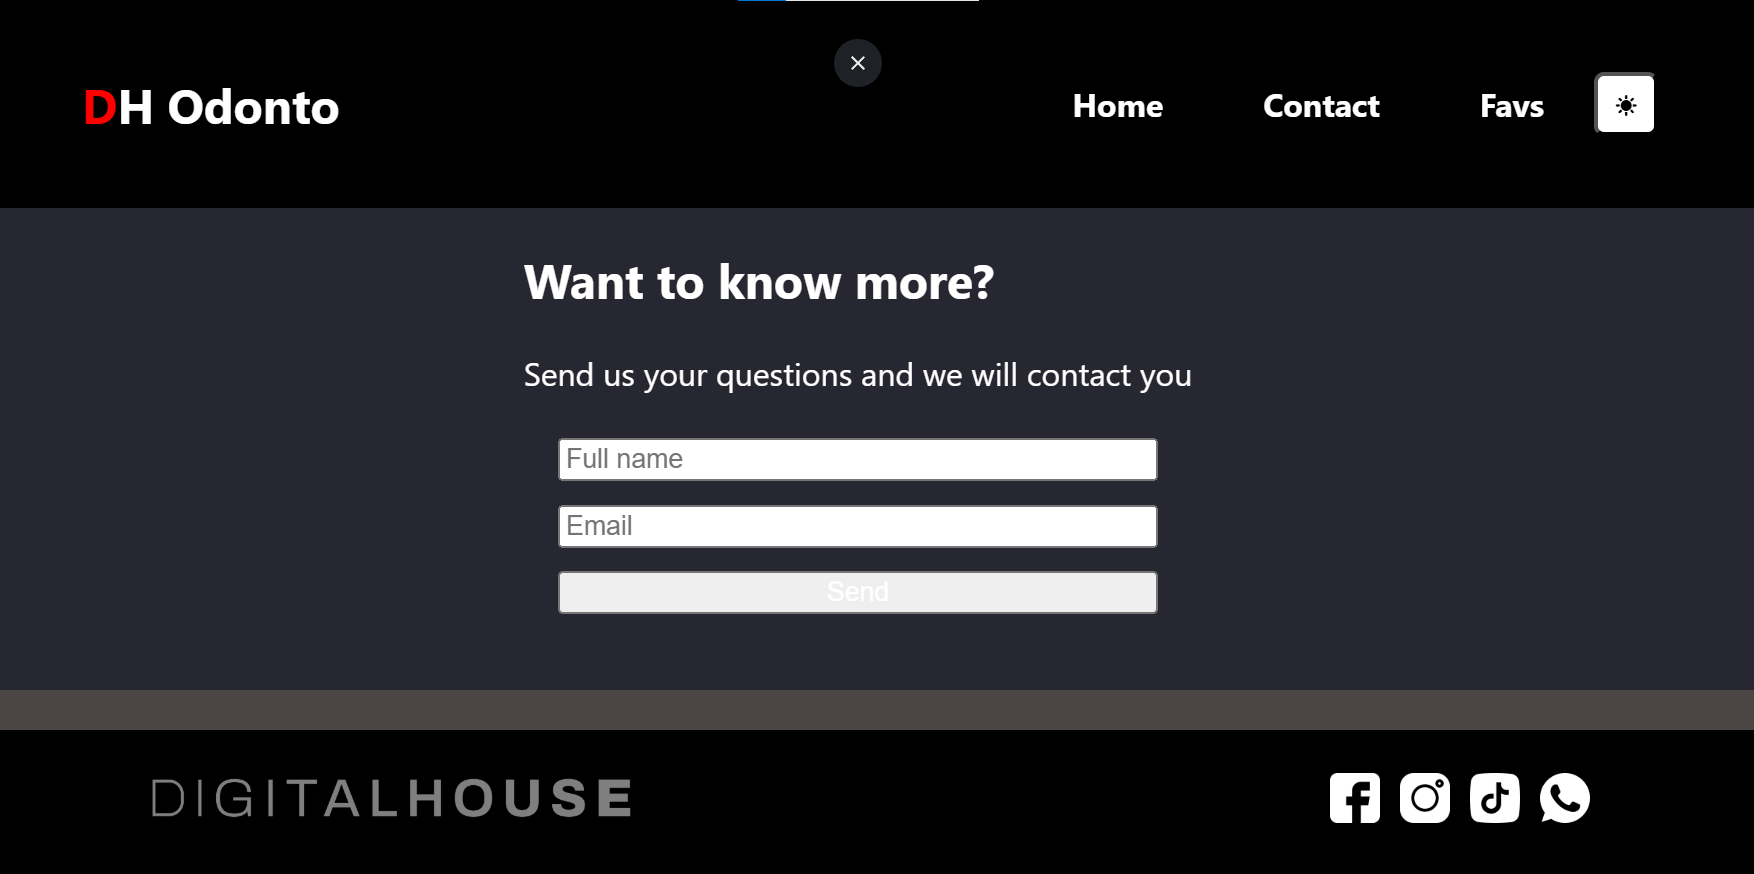 DH Odonto
Home
Contact
Favs
Want to know more?
Send us your questions and we will contact you
Full name
Email
Send
DIGITALHOUSE